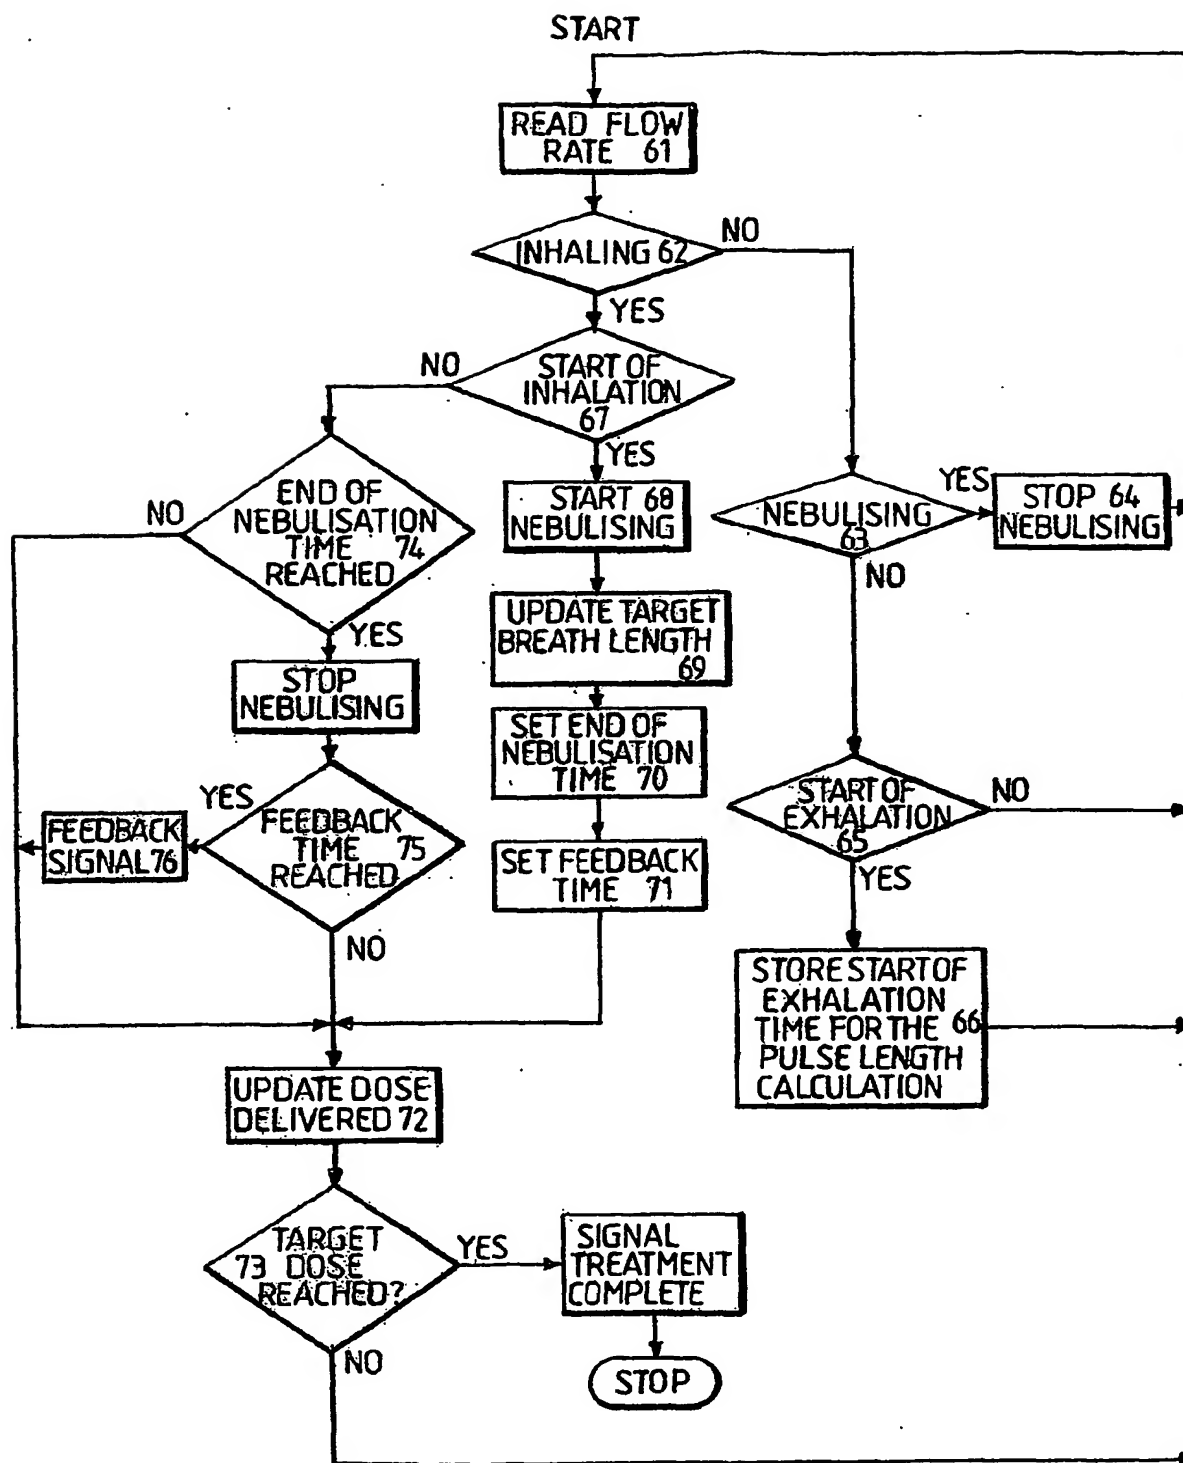 START
READ FLOW
RATE 61
INHALING 62
NO
YES
START OF
INHALATION
67
NO
YES
END OF
NEBULISATION
TIME 74
REACHED
NO
YES
STOP
NEBULISING
FEEDBACK
TIME 75
REACHED
YES
FEEDBACK
SIGNAL 76
NO
START 68
NEBULISING
UPDATE TARGET
BREATH LENGTH
69
SET END OF
NEBULISATION
TIME 70
SET FEEDBACK
TIME 71
NEBULISING
63
YES
STOP 64
NEBULISING
NO
START OF
EXHALATION
65
NO
YES
STORE START OF
EXHALATION
TIME FOR THE 66
PULSE LENGTH
CALCULATION
UPDATE DOSE
DELIVERED 72
TARGET
73 DOSE
REACHED?
YES
SIGNAL
TREATMENT
COMPLETE
STOP
NO